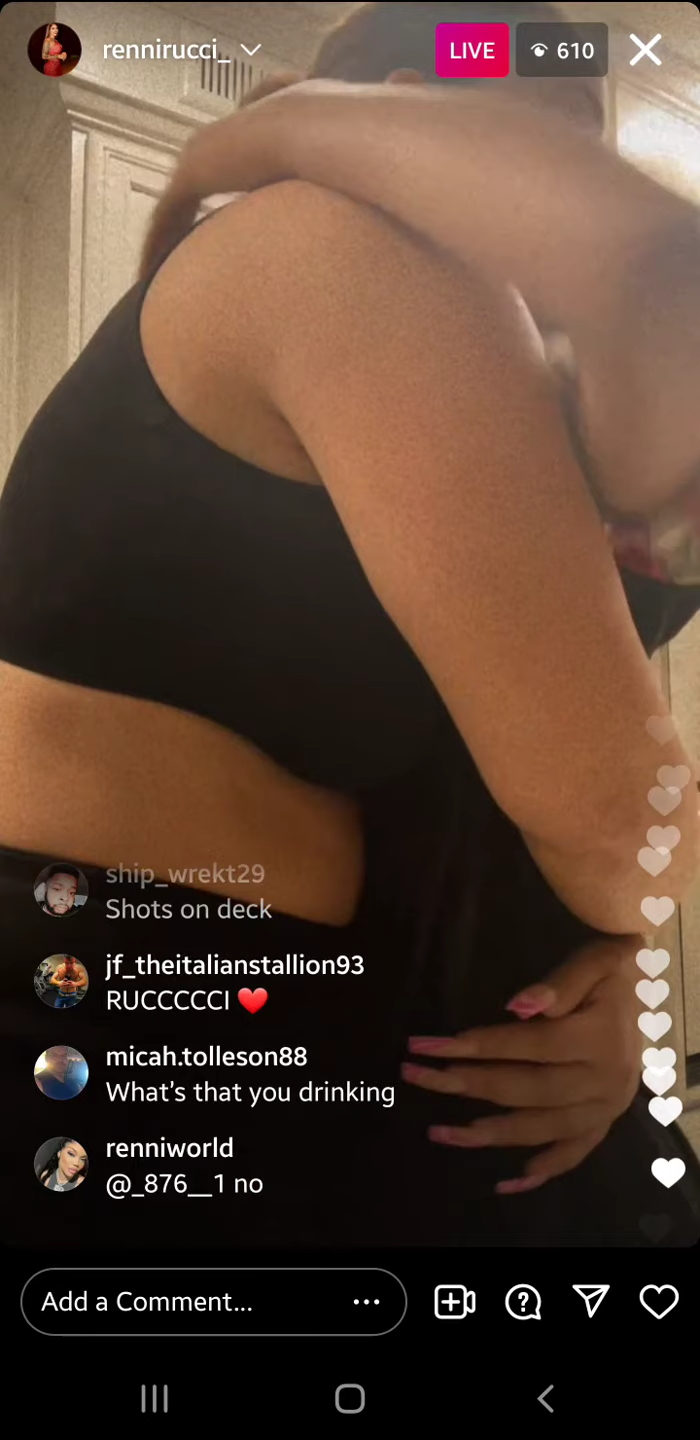 rennirucci_
LIVE
610
ship_wrekt29
Shots on deck
jf_theitalianstallion93
RUCCCCCI ❤️
micah.tolleson88
What's that you drinking
renniworld
@_876__1 no
Add a Comment...